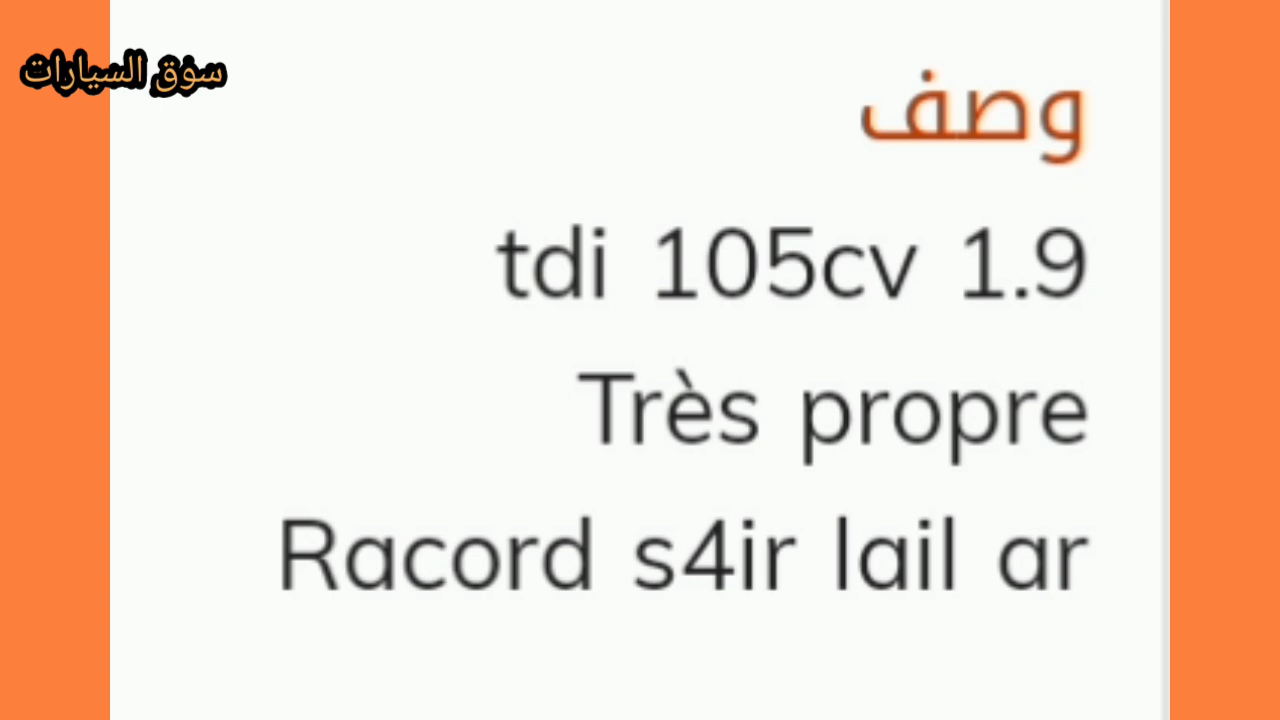 سوق السيارات
وصف
tdi 105cv 1.9
Très propre
Racord s4ir lail ar